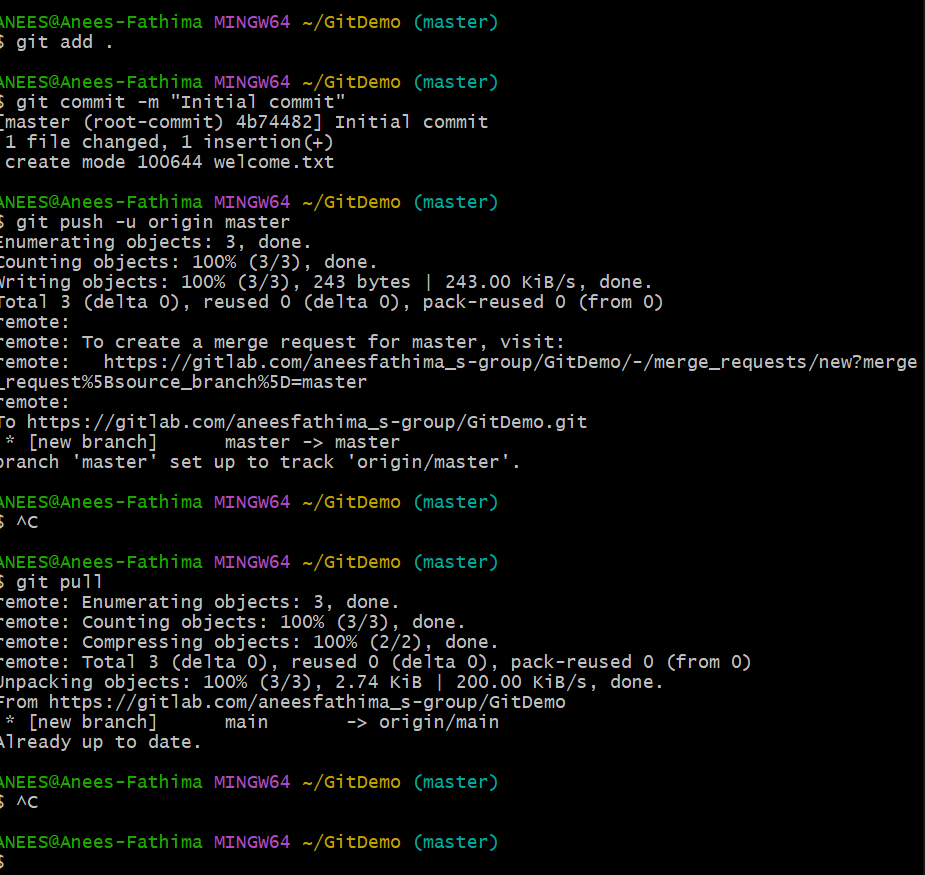 ANEES@Anees-Fathima MINGW64 ~/GitDemo (master)
$ git add .
ANEES@Anees-Fathima MINGW64 ~/GitDemo (master)
$ git commit -m "Initial commit"
[master (root-commit) 4b74482] Initial commit
1 file changed, 1 insertion(+)
create mode 100644 welcome.txt
ANEES@Anees-Fathima MINGW64 ~/GitDemo (master)
$ git push -u origin master
Enumerating objects: 3, done.
Counting objects: 100% (3/3), done.
Writing objects: 100% (3/3), 243 bytes | 243.00 KiB/s, done.
Total 3 (delta 0), reused 0 (delta 0), pack-reused 0 (from 0)
remote:
remote: To create a merge request for master, visit:
remote:   https://gitlab.com/aneesfathima_s-group/GitDemo/-/merge_requests/new?merge
_request%5Bsource_branch%5D=master
remote:
To https://gitlab.com/aneesfathima_s-group/GitDemo.git
* [new branch]      master -> master
branch 'master' set up to track 'origin/master'.
ANEES@Anees-Fathima MINGW64 ~/GitDemo (master)
$ ^C
ANEES@Anees-Fathima MINGW64 ~/GitDemo (master)
$ git pull
remote: Enumerating objects: 3, done.
remote: Counting objects: 100% (3/3), done.
remote: Compressing objects: 100% (2/2), done.
remote: Total 3 (delta 0), reused 0 (delta 0), pack-reused 0 (from 0)
Unpacking objects: 100% (3/3), 2.74 KiB | 200.00 KiB/s, done.
From https://gitlab.com/aneesfathima_s-group/GitDemo
* [new branch]      main       -> origin/main
Already up to date.
ANEES@Anees-Fathima MINGW64 ~/GitDemo (master)
$ ^C
ANEES@Anees-Fathima MINGW64 ~/GitDemo (master)
$